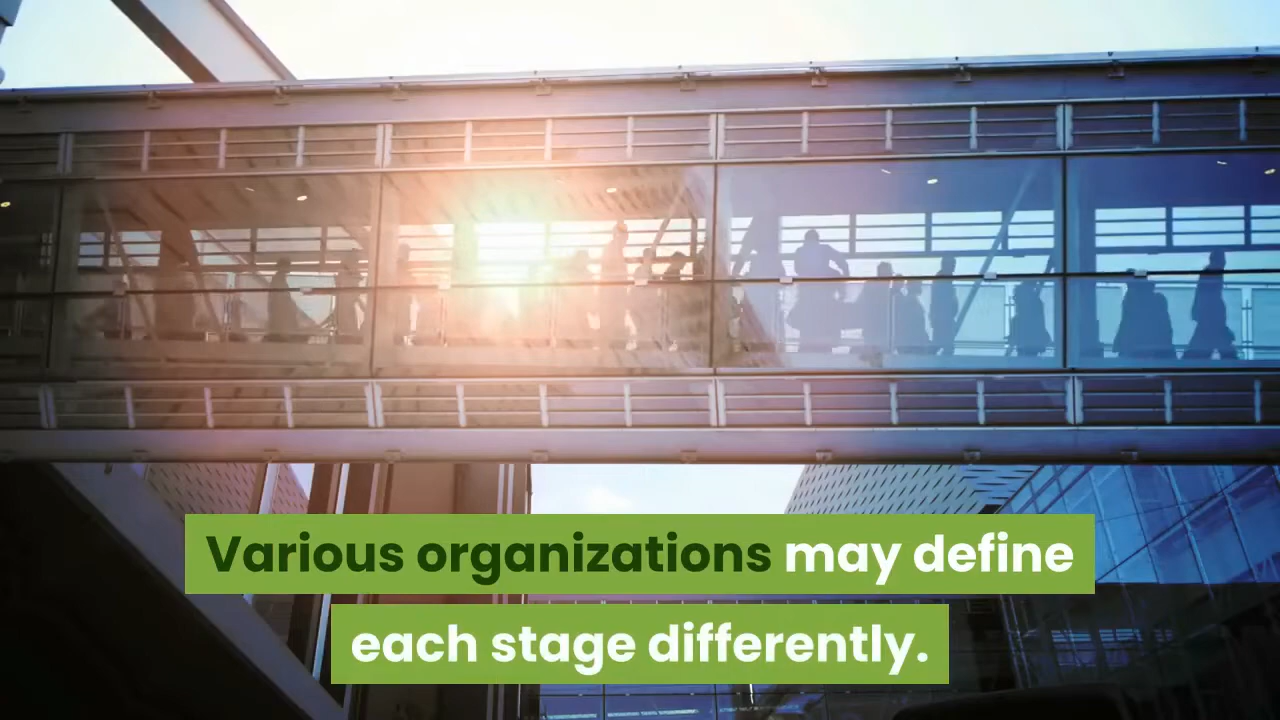 Various organizations may define
each stage differently.